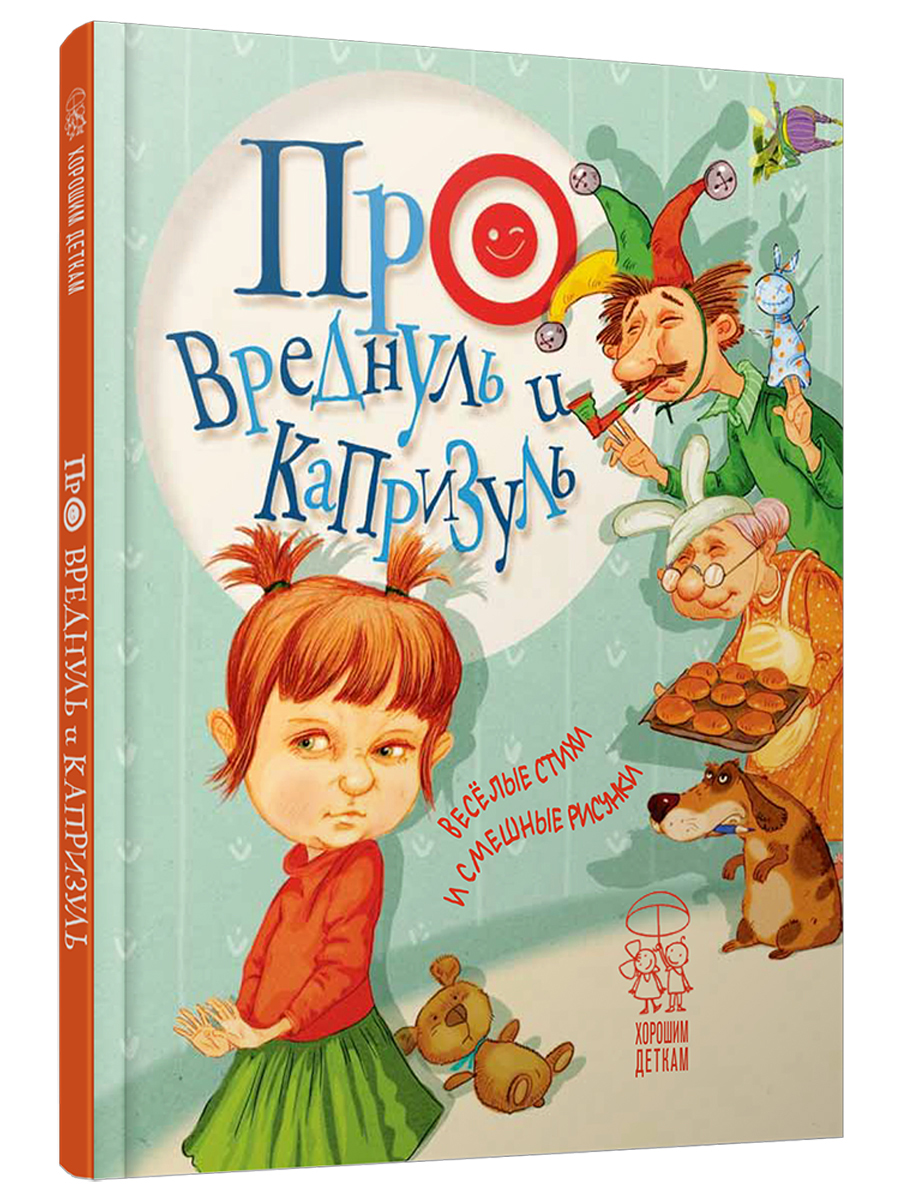 ПРО
ВРЕДНУЛЬ и
КАПРИЗУЛЬ
ВЕСЁЛЫЕ СТИХИ
И СМЕШНЫЕ РИСУНКИ
ХОРОШИМ
ДЕТКАМ
ХОРОШИМ ДЕТКАМ
ПРО ВРЕДНУЛЬ и КАПРИЗУЛЬ